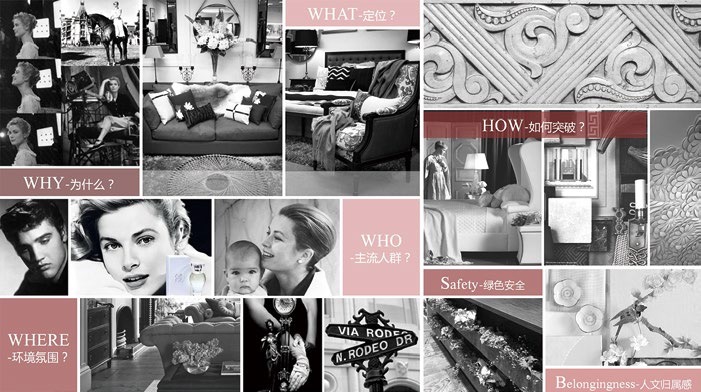 WHAT-定位？
HOW-如何突破？
WHY-为什么？
WHO
-主流人群？
Safety-绿色安全
WHERE
-环境氛围？
VIA RODEO
N. RODEO DR
Belongingness-人文归属感